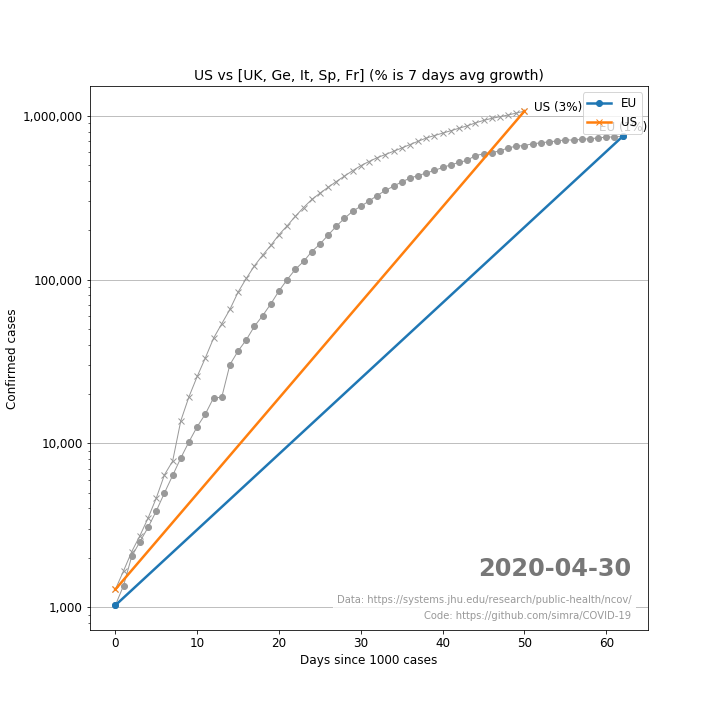 US vs [UK, Ge, It, Sp, Fr] (% is 7 days avg growth)
US (3%)
EU
US
EU (1%)
1,000,000
100,000
10,000
1,000
Confirmed cases
2020-04-30
Data: https://systems.jhu.edu/research/public-health/ncov/
Code: https://github.com/simra/COVID-19
0 10 20 30 40 50 60
Days since 1000 cases